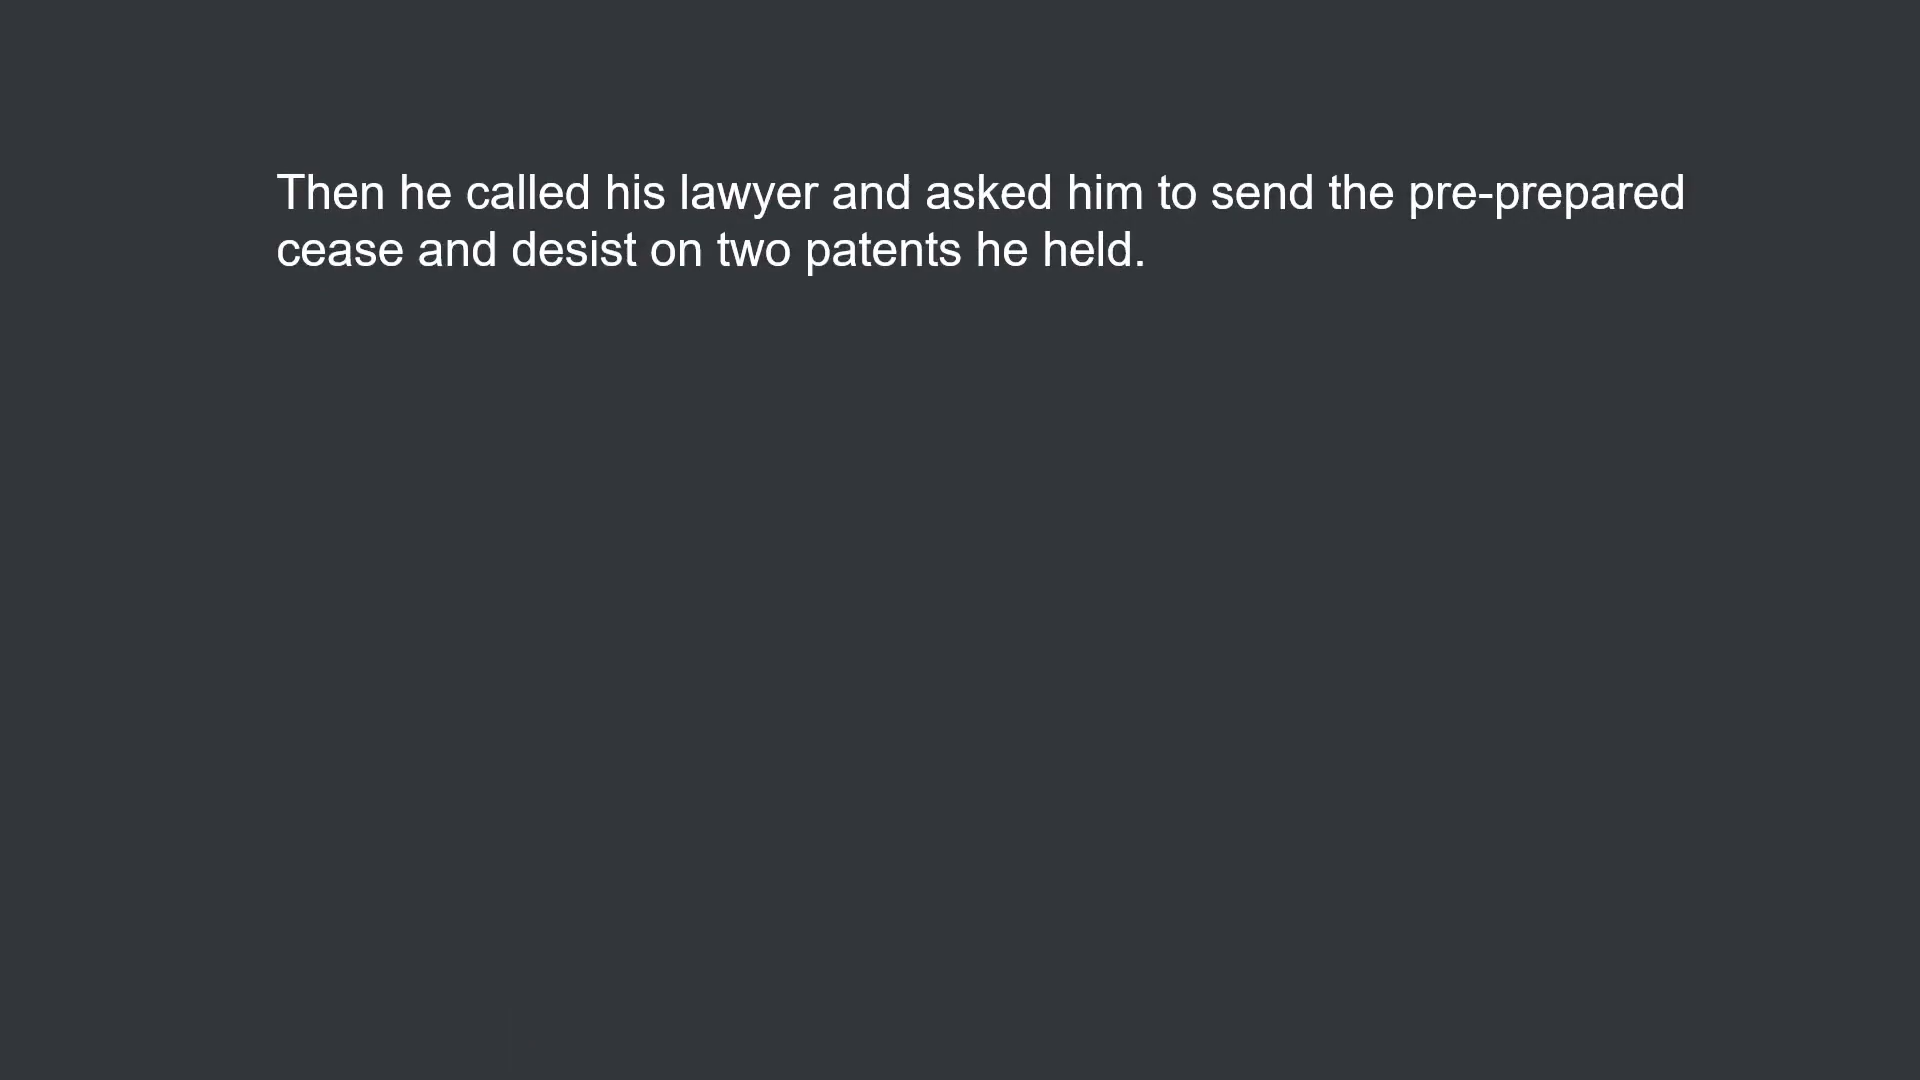 Then he called his lawyer and asked him to send the pre-prepared
cease and desist on two patents he held.